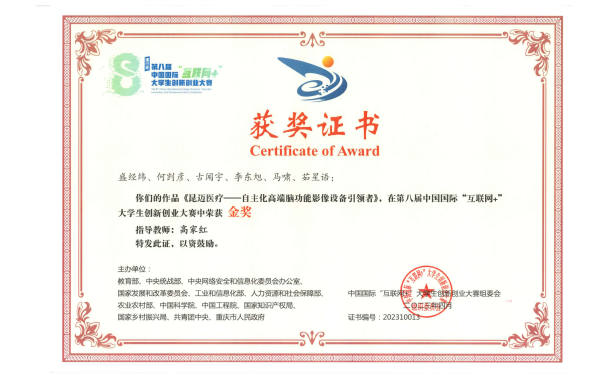 第八届
中国国际“互联网+”
大学生创新创业大赛
获奖证书
Certificate of Award
盛经纬、何刿彦、古闻宇、李东旭、马啸、茹星语：
你们的作品《昆迈医疗——自主化高端脑功能影像设备引领者》，在第八届中国国际“互联网+”
大学生创新创业大赛中荣获 金奖
指导教师：高家红
特发此证，以资鼓励。
主办单位：
教育部、中央统战部、中央网络安全和信息化委员会办公室、
国家发展和改革委员会、工业和信息化部、人力资源和社会保障部、
农业农村部、中国科学院、中国工程院、国家知识产权局、
国家乡村振兴局、共青团中央、重庆市人民政府
中国国际“互联网+”大学生创新创业大赛组委会
二〇二三年四月
证书编号：202310013